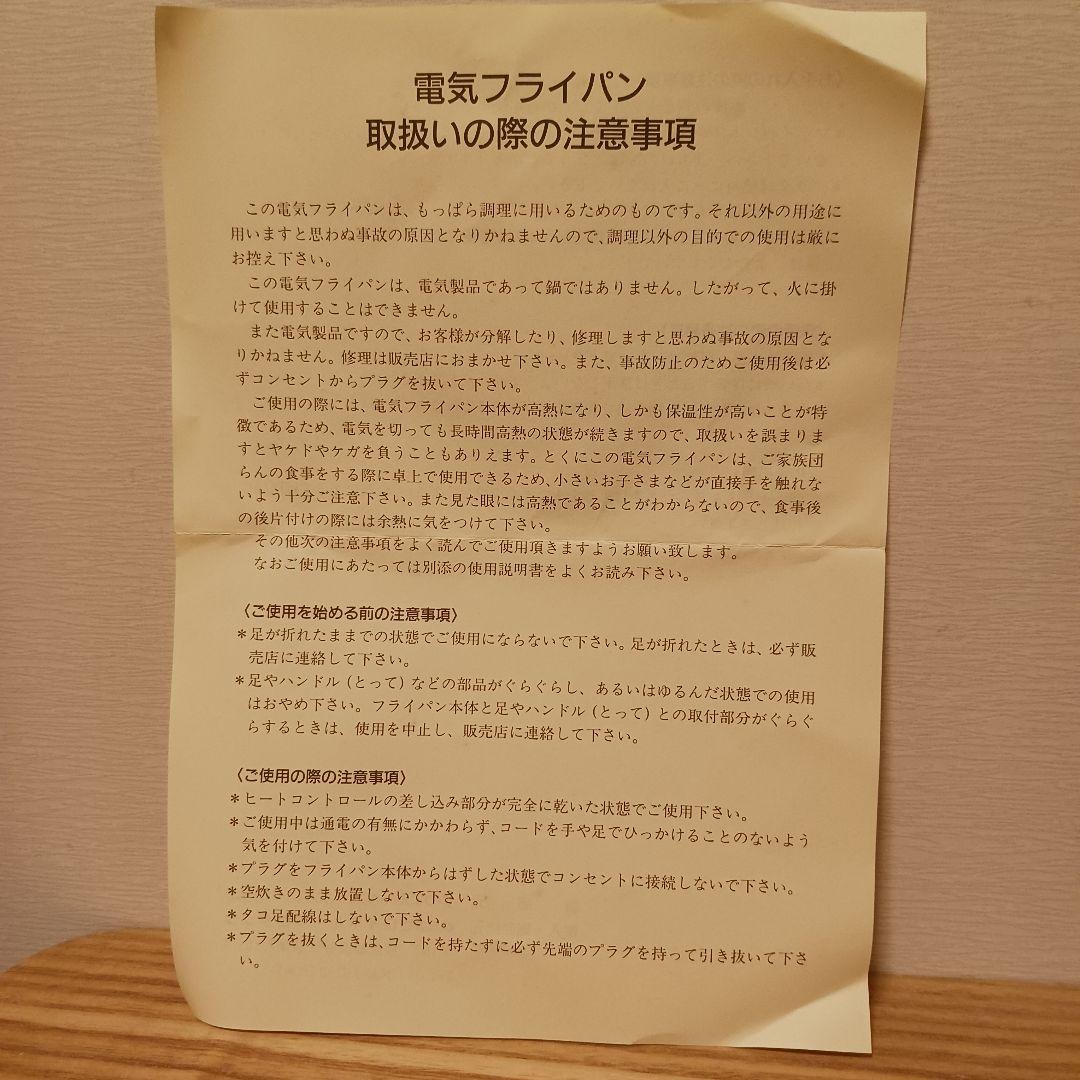 電気フライパン
取扱いの際の注意事項
この電気フライパンは、もっぱら調理に用いるためのものです。それ以外の用途に
用いますと思わぬ事故の原因となりかねませんので、調理以外の目的での使用は厳に
お控え下さい。
この電気フライパンは、電気製品であって鍋ではありません。したがって、火に掛
けて使用することはできません。
また電気製品ですので、お客様が分解したり、修理しますと思わぬ事故の原因とな
りかねません。修理は販売店におまかせ下さい。また、事故防止のためご使用後は必
ずコンセントからプラグを抜いて下さい。
ご使用の際には、電気フライパン本体が高熱になり、しかも保温性が高いことが特
徴であるため、電気を切っても長時間高熱の状態が続きますので、取扱いを誤まりま
すとヤケドやケガを負うこともありえます。とくにこの電気フライパンは、ご家族団
らんの食事をする際に卓上で使用できるため、小さいお子さまなどが直接手を触れな
いよう十分ご注意下さい。また見た眼には高熱であることがわからないので、食事後
の後片付けの際には余熱に気をつけて下さい。
その他次の注意事項をよく読んでご使用頂きますようお願い致します。
なおご使用にあたっては別添の使用説明書をよくお読み下さい。
〈ご使用を始める前の注意事項〉
＊足が折れたままでの状態でご使用にならないで下さい。足が折れたときは、必ず販
売店に連絡して下さい。
＊足やハンドル（とって）などの部品がぐらぐらし、あるいはゆるんだ状態での使用
はおやめ下さい。フライパン本体と足やハンドル（とって）との取付部分がぐらぐ
らするときは、使用を中止し、販売店に連絡して下さい。
〈ご使用の際の注意事項〉
＊ヒートコントロールの差し込み部分が完全に乾いた状態でご使用下さい。
＊ご使用中は通電の有無にかかわらず、コードを手や足でひっかけることのないよう
気を付けて下さい。
＊プラグをフライパン本体からはずした状態でコンセントに接続しないで下さい。
＊空炊きのまま放置しないで下さい。
＊タコ足配線はしないで下さい。
＊プラグを抜くときは、コードを持たずに必ず先端のプラグを持って引き抜いて下さ
い。